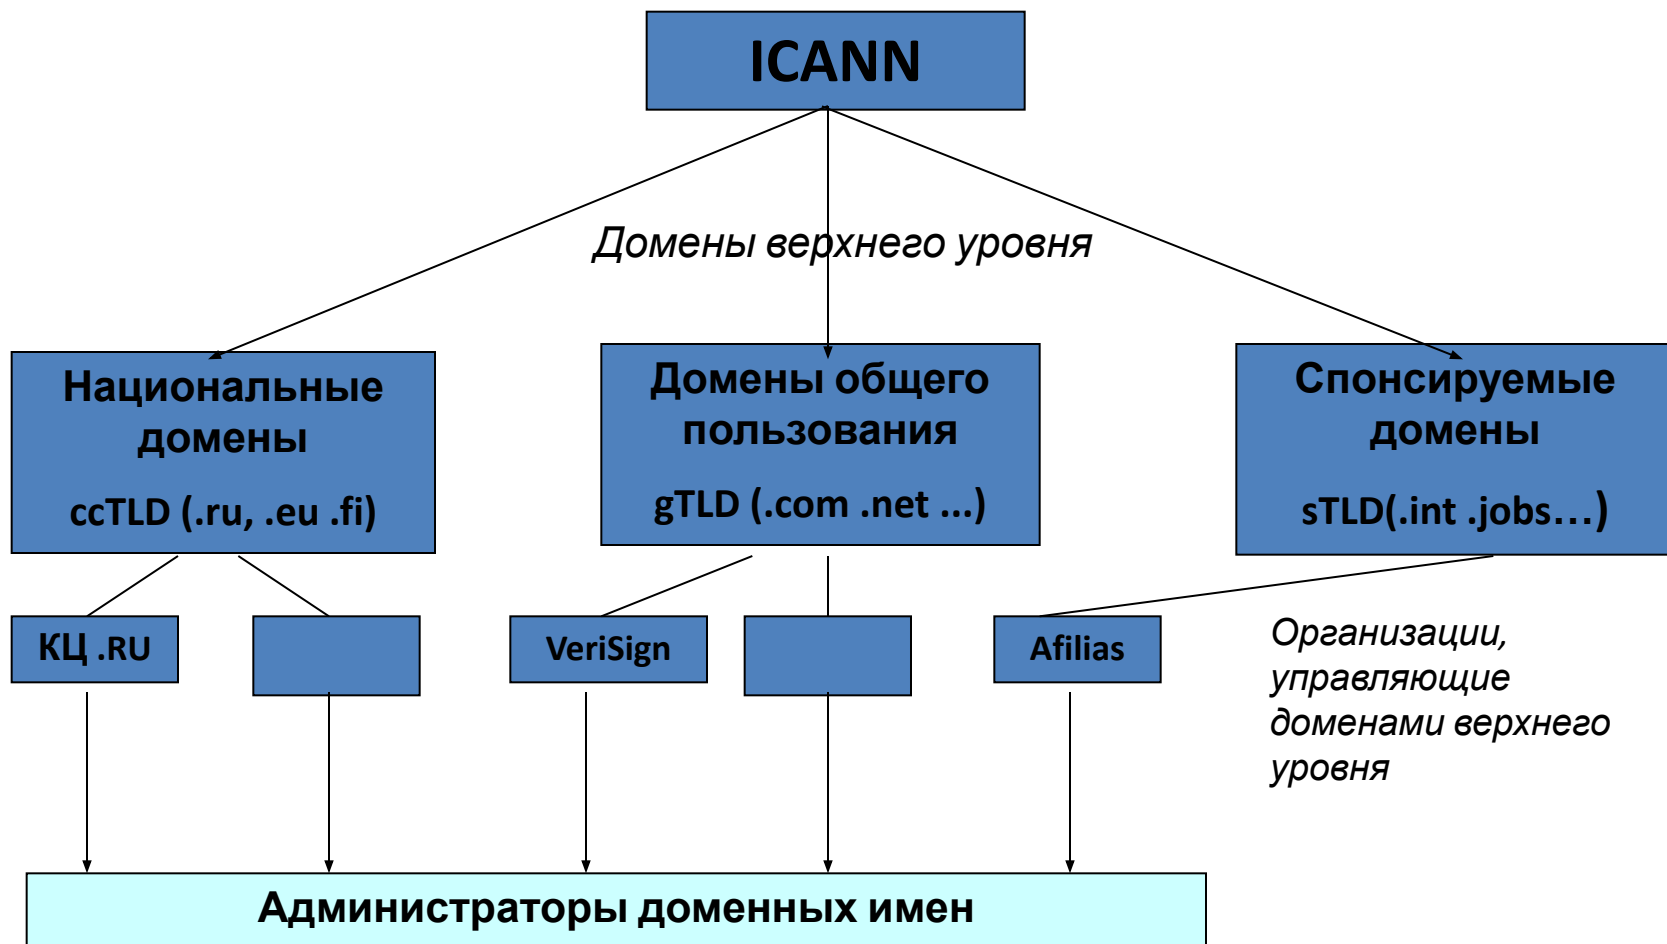 ICANN
Домены верхнего уровня
Национальные
домены
ccTLD (.ru, .eu .fi)
Домены общего
пользования
gTLD (.com .net ...)
Спонсируемые
домены
sTLD(.int .jobs…)
КЦ .RU
VeriSign
Afilias
Организации,
управляющие
доменами верхнего
уровня
Администраторы доменных имен